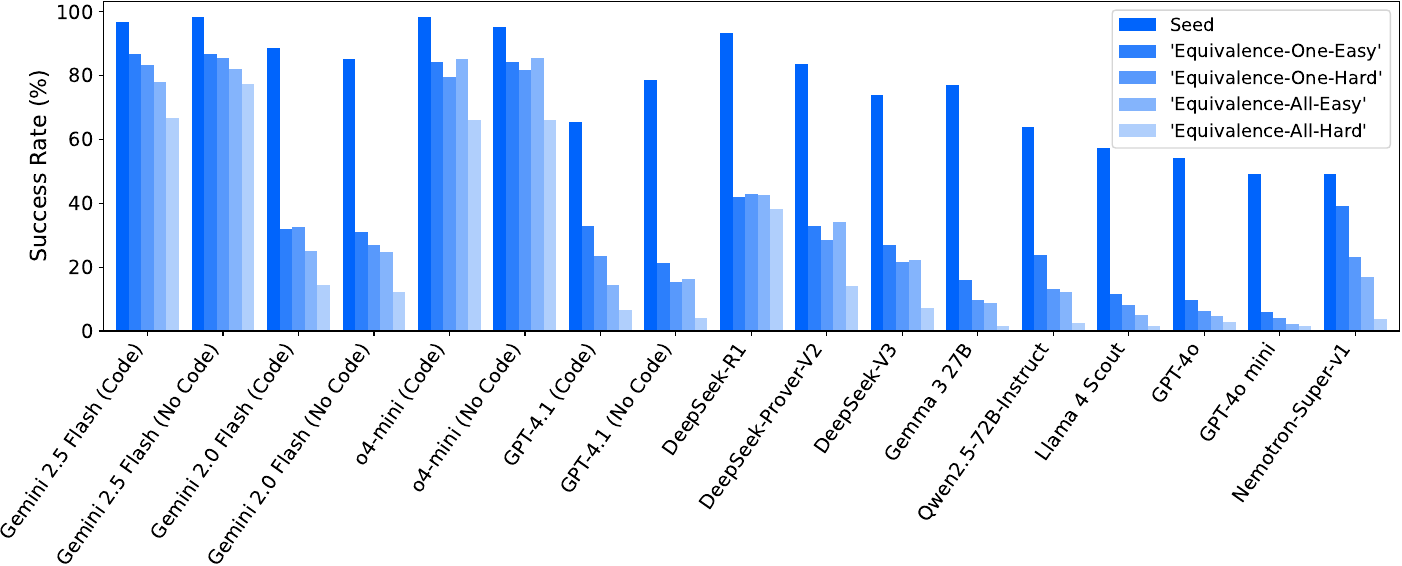 100
80
60
40
20
0
Success Rate (%)
Seed
'Equivalence-One-Easy'
'Equivalence-One-Hard'
'Equivalence-All-Easy'
'Equivalence-All-Hard'
Gemini 2.5 Flash (Code)
Gemini 2.5 Flash (No Code)
Gemini 2.0 Flash (Code)
Gemini 2.0 Flash (No Code)
o4-mini (Code)
o4-mini (No Code)
GPT-4.1 (Code)
GPT-4.1 (No Code)
DeepSeek-R1
DeepSeek-Prover-V2
DeepSeek-V3
Gemma 3 27B
Qwen2.5-72B-Instruct
Llama 4 Scout
GPT-4o
GPT-4o mini
Nemotron-Super-v1